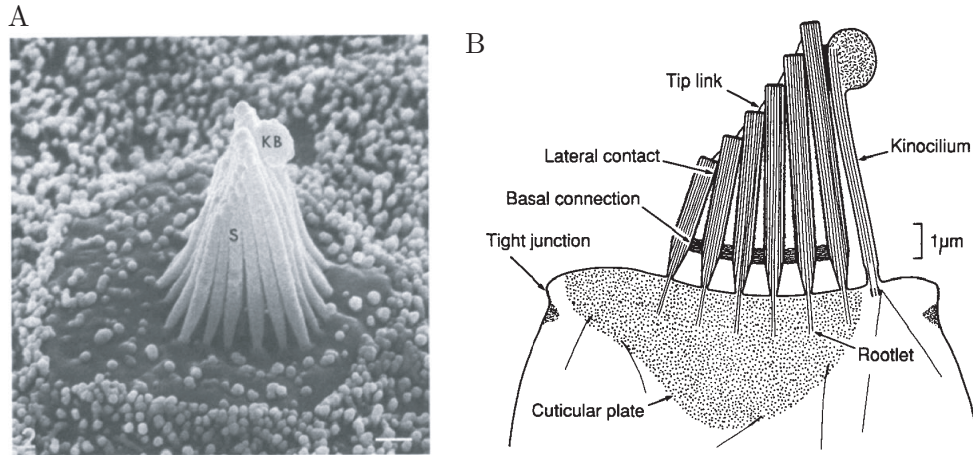 A
KB
S
2
B
Tip link
Lateral contact
Basal connection
Tight junction
Kinocilium
1µm
Rootlet
Cuticular plate